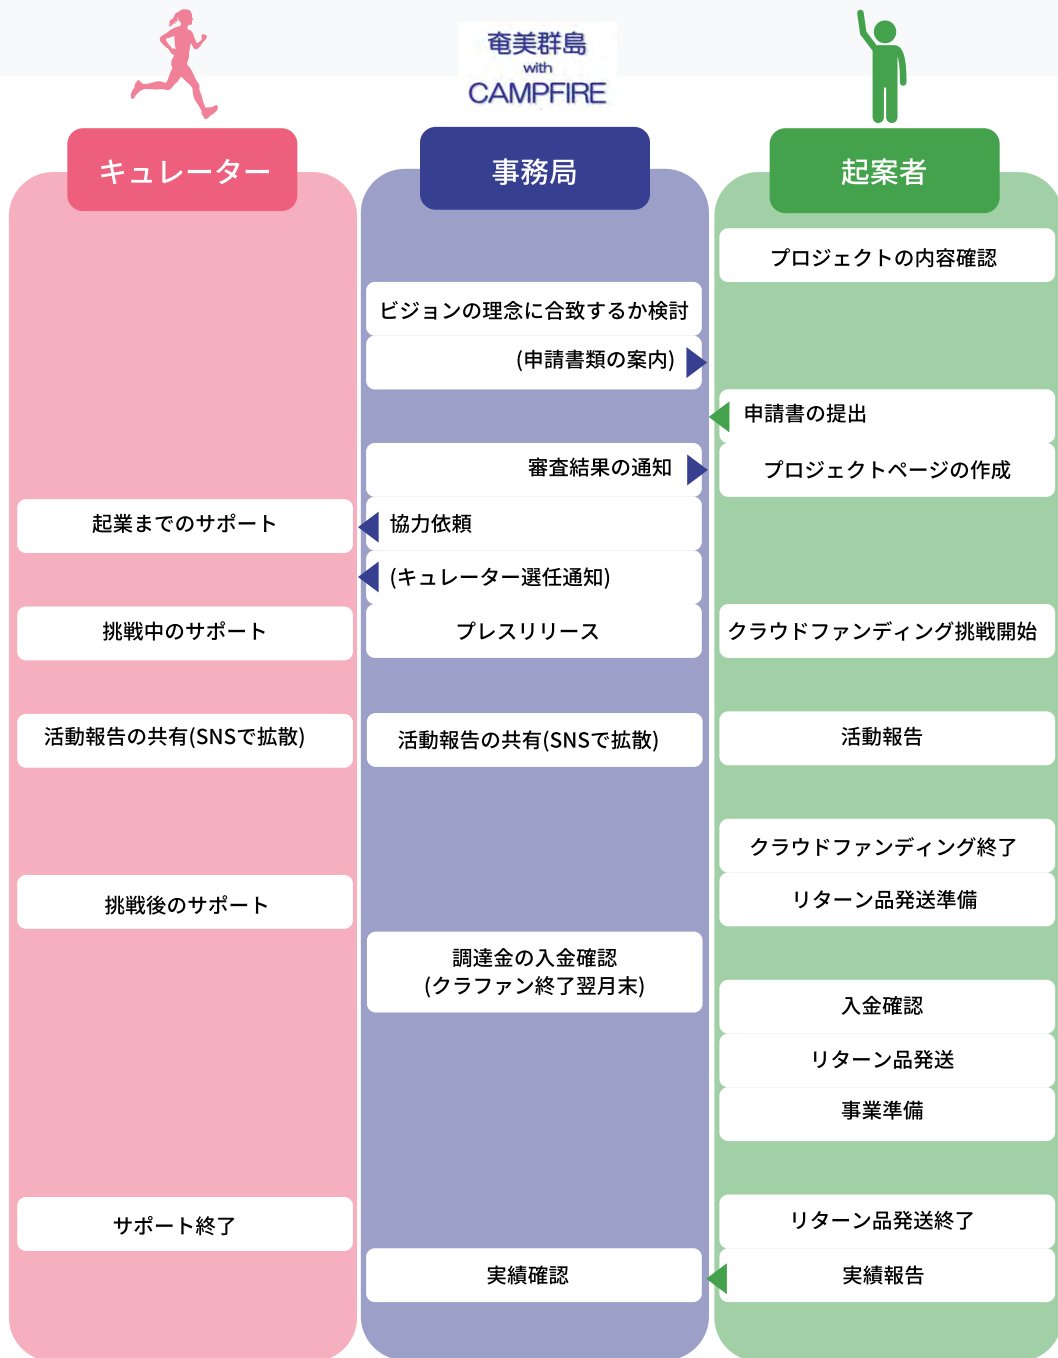 奄美群島
with
CAMPFIRE
キュレーター
事務局
起案者
プロジェクトの内容確認
ビジョンの理念に合致するか検討
(申請書類の案内)
申請書の提出
審査結果の通知
プロジェクトページの作成
起業までのサポート
協力依頼
(キュレーター選任通知)
挑戦中のサポート
プレスリリース
クラウドファンディング挑戦開始
活動報告の共有(SNSで拡散)
活動報告の共有(SNSで拡散)
活動報告
クラウドファンディング終了
挑戦後のサポート
リターン品発送準備
調達金の入金確認
(クラファン終了翌月末)
入金確認
リターン品発送
事業準備
サポート終了
リターン品発送終了
実績確認
実績報告